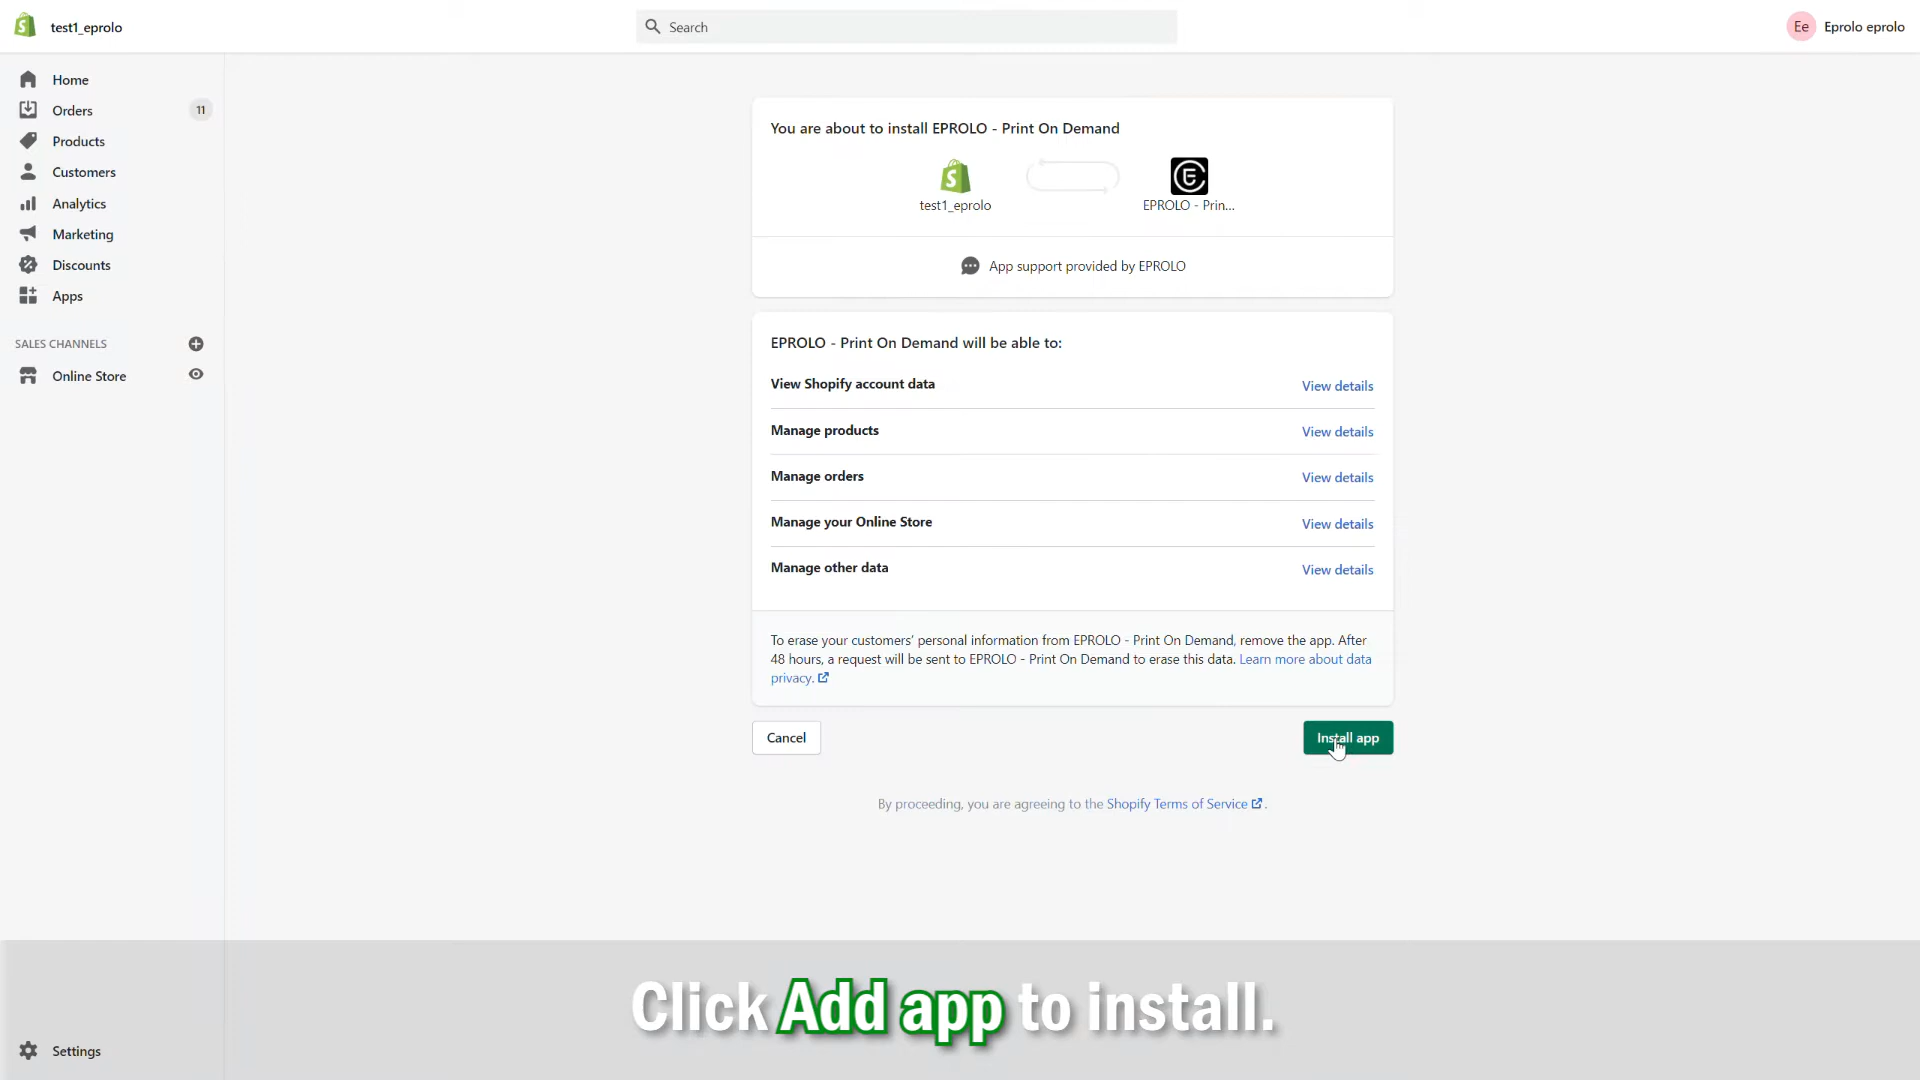 test1_eprolo
Search
Ee Eprolo eprolo
Home
Orders 11
Products
Customers
Analytics
Marketing
Discounts
Apps
SALES CHANNELS
Online Store
Settings
You are about to install EPROLO - Print On Demand
test1_eprolo
EPROLO - Prin...
App support provided by EPROLO
EPROLO - Print On Demand will be able to:
View Shopify account data View details
Manage products View details
Manage orders View details
Manage your Online Store View details
Manage other data View details
To erase your customers' personal information from EPROLO - Print On Demand, remove the app. After
48 hours, a request will be sent to EPROLO - Print On Demand to erase this data. Learn more about data
privacy.
Cancel Install app
By proceeding, you are agreeing to the Shopify Terms of Service.
Click Add app to install.